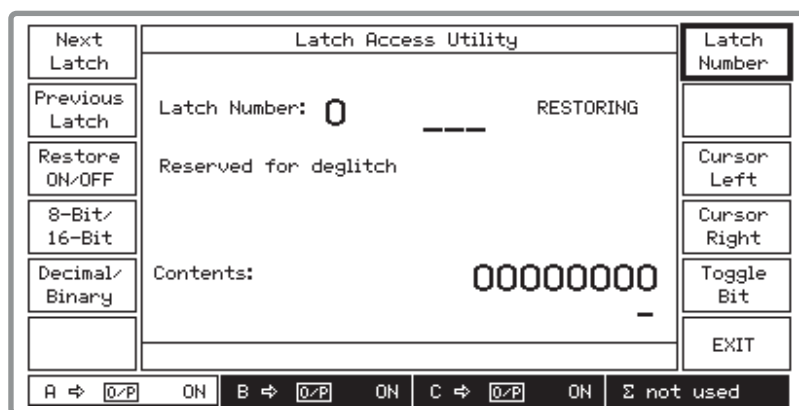 Next
Latch
Latch Access Utility
Latch
Number
Previous
Latch
Latch Number: 0 ___ RESTORING
Restore
ON/OFF
Reserved for deglitch
Cursor
Left
8-Bit/
16-Bit
Cursor
Right
Decimal/
Binary
Contents: 00000000
Toggle
Bit
EXIT
A ⇨ O/P ON B ⇨ O/P ON C ⇨ O/P ON Σ not used